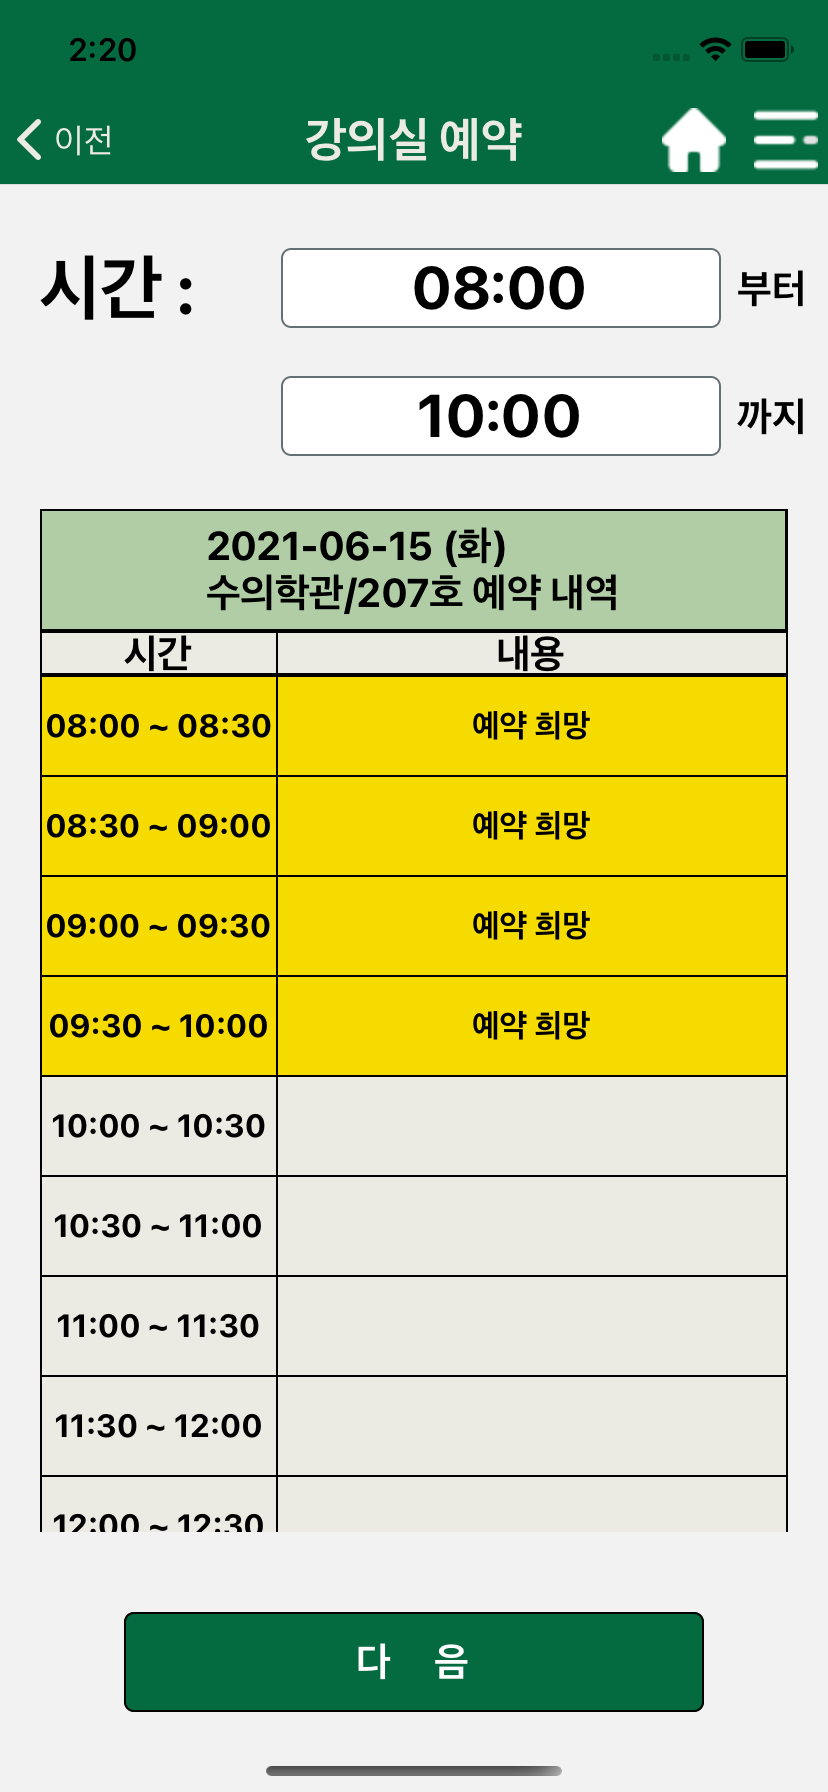 2:20
이전 강의실 예약
시간 : 08:00 부터
10:00 까지
2021-06-15 (화)
수의학관/207호 예약 내역
시간 내용
08:00 ~ 08:30 예약 희망
08:30 ~ 09:00 예약 희망
09:00 ~ 09:30 예약 희망
09:30 ~ 10:00 예약 희망
10:00 ~ 10:30
10:30 ~ 11:00
11:00 ~ 11:30
11:30 ~ 12:00
12:00 ~ 12:30
다 음